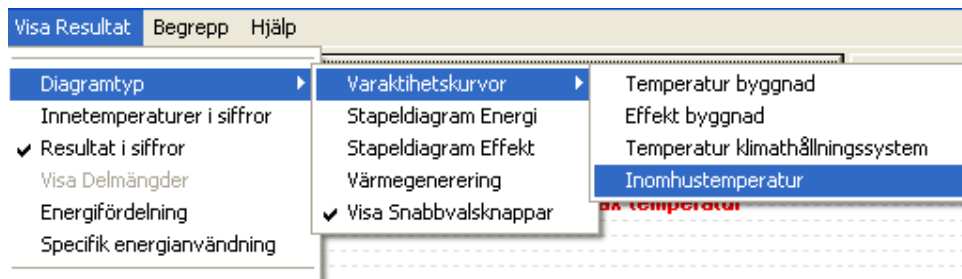 Visa Resultat Begrepp Hjälp
Diagramtyp
Innetemperaturer i siffror
Resultat i siffror
Visa Delmängder
Energifördelning
Specifik energianvändning
Varaktihetskurvor
Stapeldiagram Energi
Stapeldiagram Effekt
Värmegenerering
Visa Snabbvalsknappar
Temperatur byggnad
Effekt byggnad
Temperatur klimathållningssystem
Inomhustemperatur
temperatur